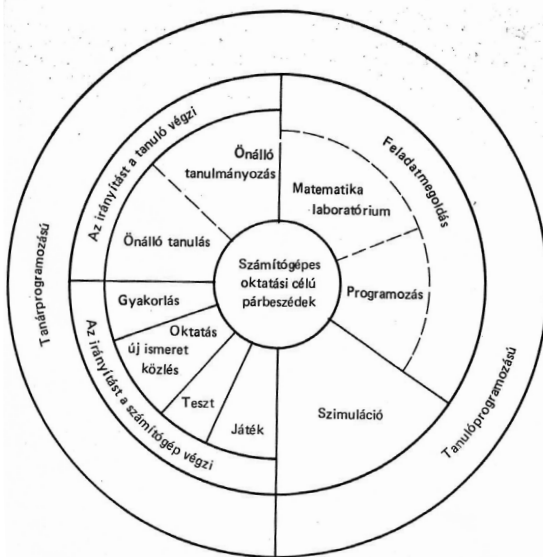 Számítógépes
oktatási célú
párbeszédek
Önálló
tanulmányozás
Önálló tanulás
Gyakorlás
Oktatás
új ismeret
közlés
Teszt
Játék
Szimuláció
Programozás
Matematika
laboratórium
Feladatmegoldás
Az irányítást a tanuló végzi
Az irányítást a számítógép végzi
Tanárprogramozású
Tanulóprogramozású